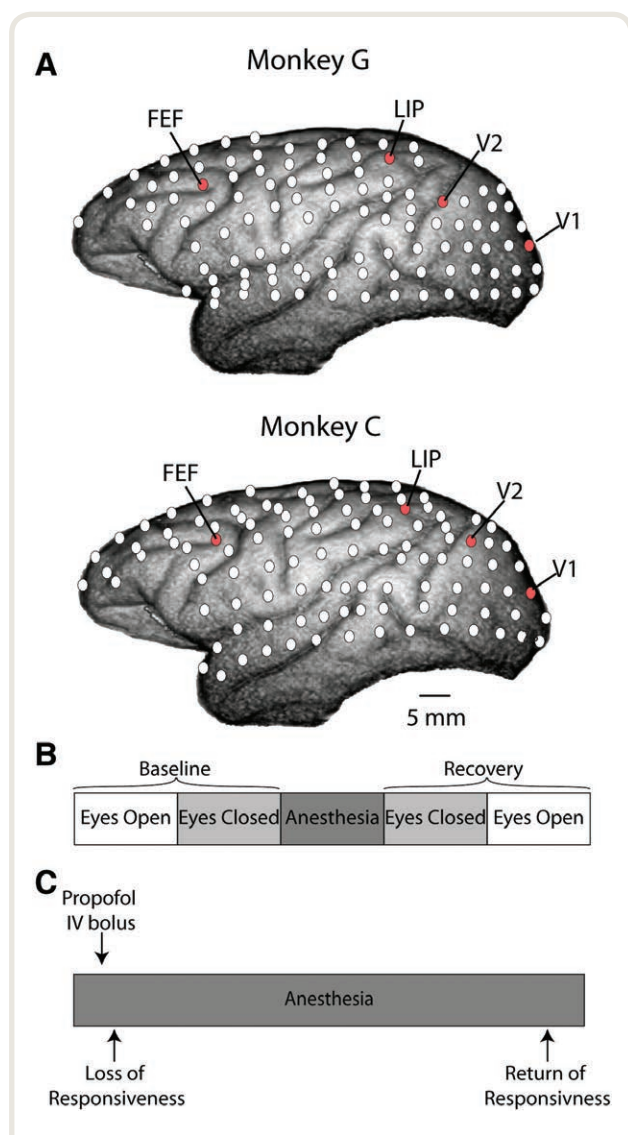 A
Monkey G
FEF
LIP
V2
V1
Monkey C
FEF
LIP
V2
V1
5 mm
B
Baseline
Recovery
Eyes Open
Eyes Closed
Anesthesia
Eyes Closed
Eyes Open
C
Propofol
IV bolus
Anesthesia
Loss of
Responsiveness
Return of
Responsivness